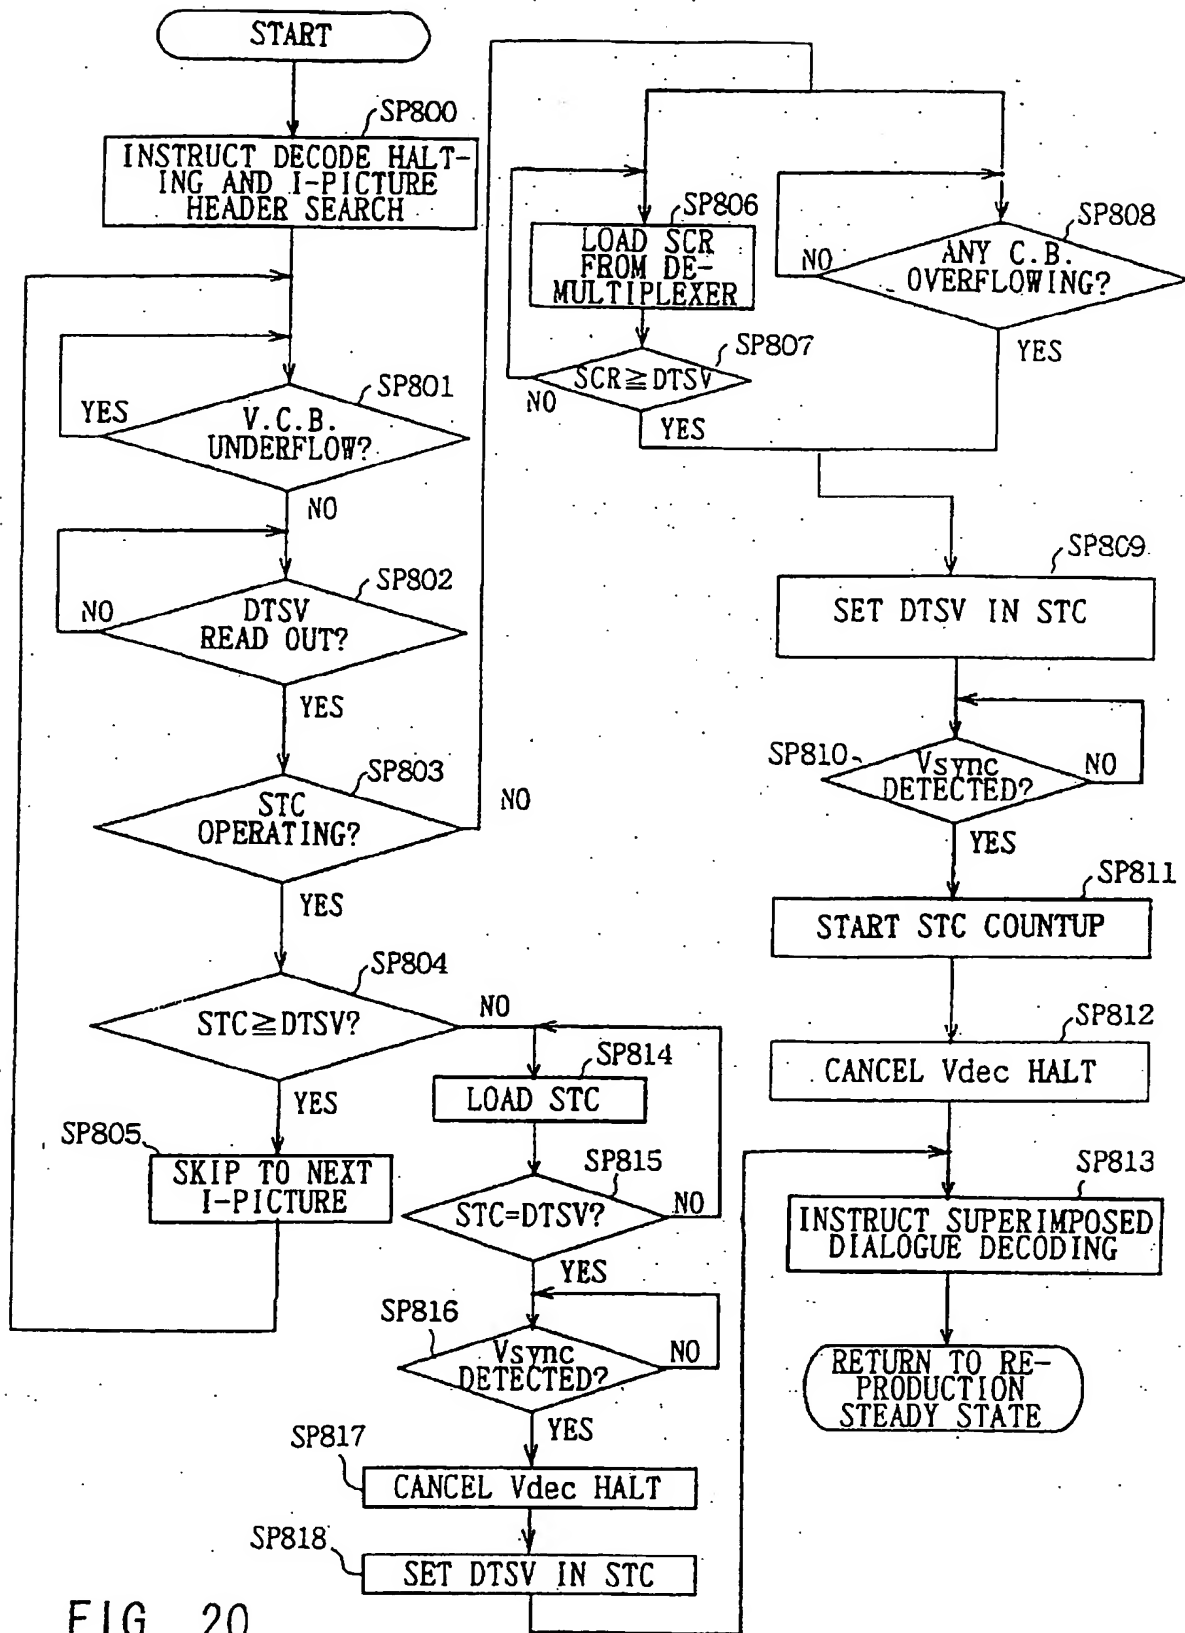 START
SP800
INSTRUCT DECODE HALT-
ING AND I-PICTURE
HEADER SEARCH
SP801
YES
V.C.B.
UNDERFLOW?
NO
SP802
NO
DTSV
READ OUT?
YES
SP803
STC
OPERATING?
NO
YES
SP804
STC≧DTSV?
NO
YES
SP805
SKIP TO NEXT
I-PICTURE
SP814
LOAD STC
SP815
STC=DTSV?
NO
YES
SP816
Vsync
DETECTED?
NO
YES
SP817
CANCEL Vdec HALT
SP818
SET DTSV IN STC
SP806
LOAD SCR
FROM DE-
MULTIPLEXER
SP807
SCR≧DTSV
NO
YES
SP808
NO
ANY C.B.
OVERFLOWING?
YES
SP809
SET DTSV IN STC
SP810
Vsync
DETECTED?
NO
YES
SP811
START STC COUNTUP
SP812
CANCEL Vdec HALT
SP813
INSTRUCT SUPERIMPOSED
DIALOGUE DECODING
RETURN TO RE-
PRODUCTION
STEADY STATE
FIG. 20